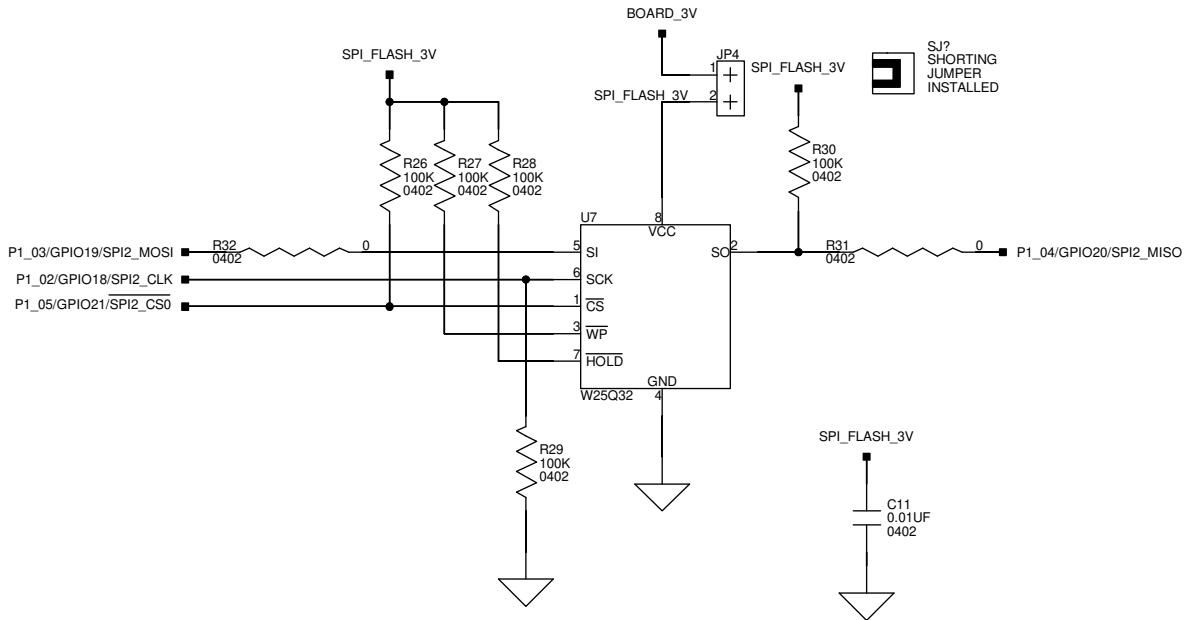 BOARD_3V
SPI_FLASH_3V
JP4
1
SPI_FLASH_3V
2
SPI_FLASH_3V
SJ?
SHORTING
JUMPER
INSTALLED
R26
100K
0402
R27
100K
0402
R28
100K
0402
R30
100K
0402
U7
8
VCC
P1_03/GPIO19/SPI2_MOSI
R32
0402
0
5
SI
SO
2
R31
0402
0
P1_04/GPIO20/SPI2_MISO
P1_02/GPIO18/SPI2_CLK
6
SCK
P1_05/GPIO21/SPI2_CS0
1
CS
3
WP
7
HOLD
GND
W25Q32
4
R29
100K
0402
SPI_FLASH_3V
C11
0.01UF
0402